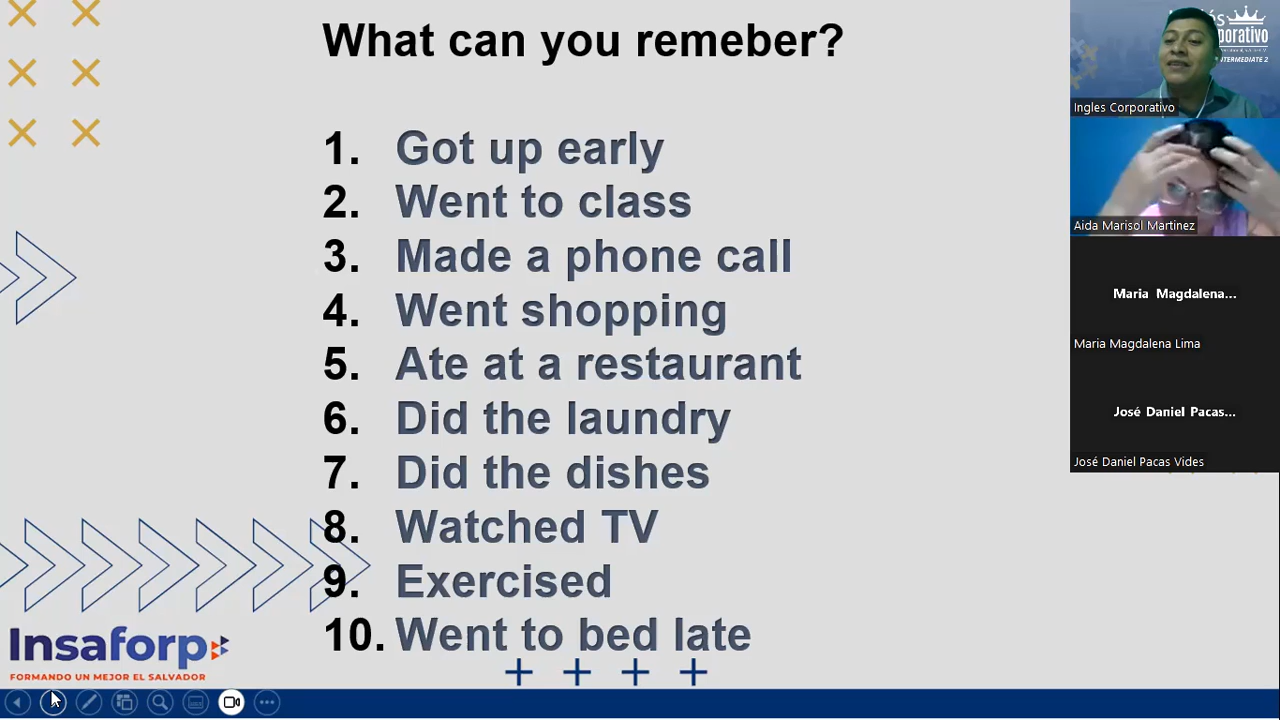 What can you remeber?
1. Got up early
2. Went to class
3. Made a phone call
4. Went shopping
5. Ate at a restaurant
6. Did the laundry
7. Did the dishes
8. Watched TV
9. Exercised
10. Went to bed late
Insaforp
FORMANDO UN MEJOR EL SALVADOR
INTERMEDIATE 2
Ingles Corporativo
Aida Marisol Martinez
Maria Magdalena...
Maria Magdalena Lima
José Daniel Pacas...
José Daniel Pacas Vides